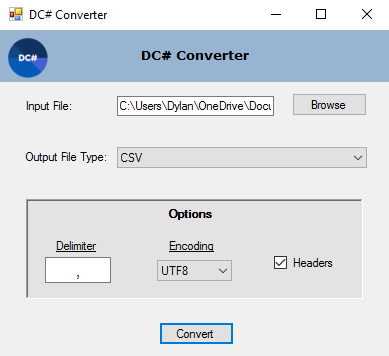 DC# Converter
DC#
DC# Converter
Input File:
C:\Users\Dylan\OneDrive\Docu
Browse
Output File Type:
CSV
Options
Delimiter
Encoding
,
UTF8
Headers
Convert